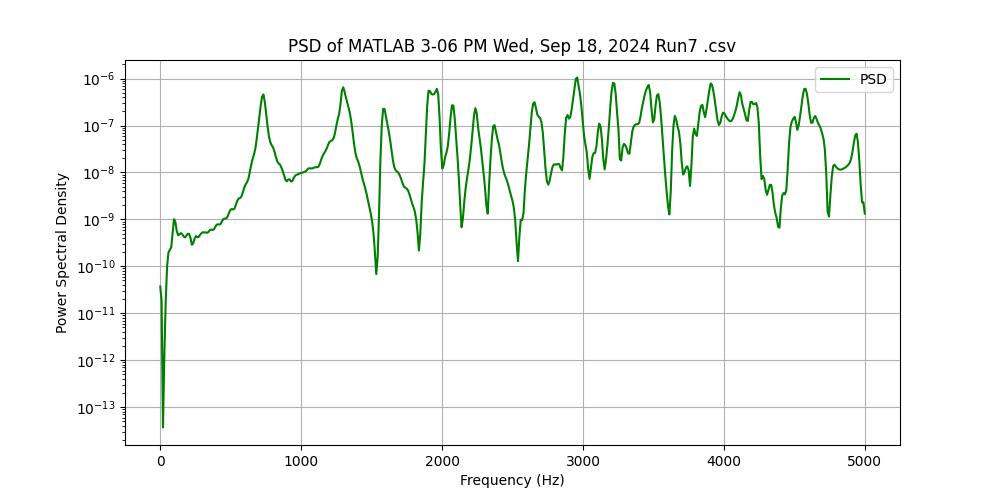 PSD of MATLAB 3-06 PM Wed, Sep 18, 2024 Run7 .csv
PSD
Power Spectral Density
10⁻⁶
10⁻⁷
10⁻⁸
10⁻⁹
10⁻¹⁰
10⁻¹¹
10⁻¹²
10⁻¹³
0 1000 2000 3000 4000 5000
Frequency (Hz)